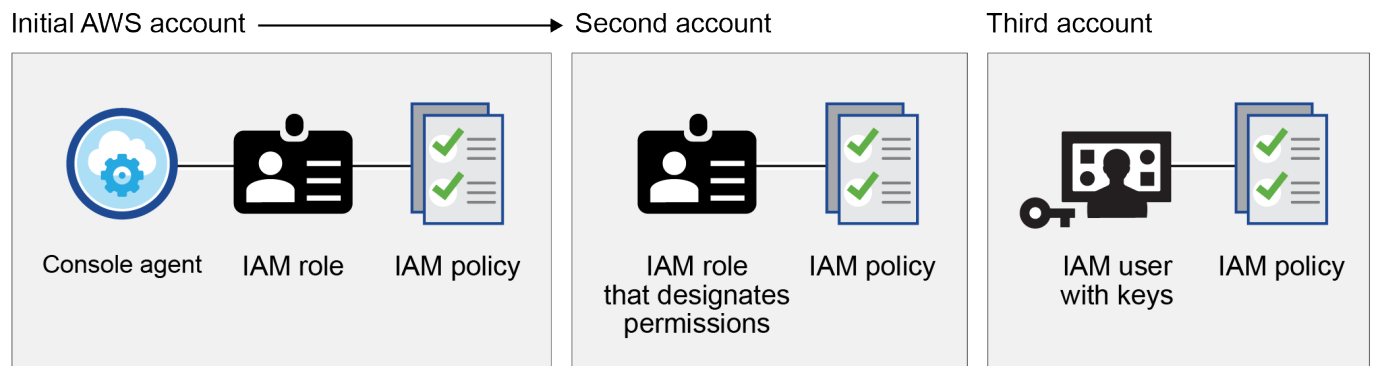 Initial AWS account
Second account
Third account
Console agent
IAM role
IAM policy
IAM role
that designates
permissions
IAM policy
IAM user
with keys
IAM policy